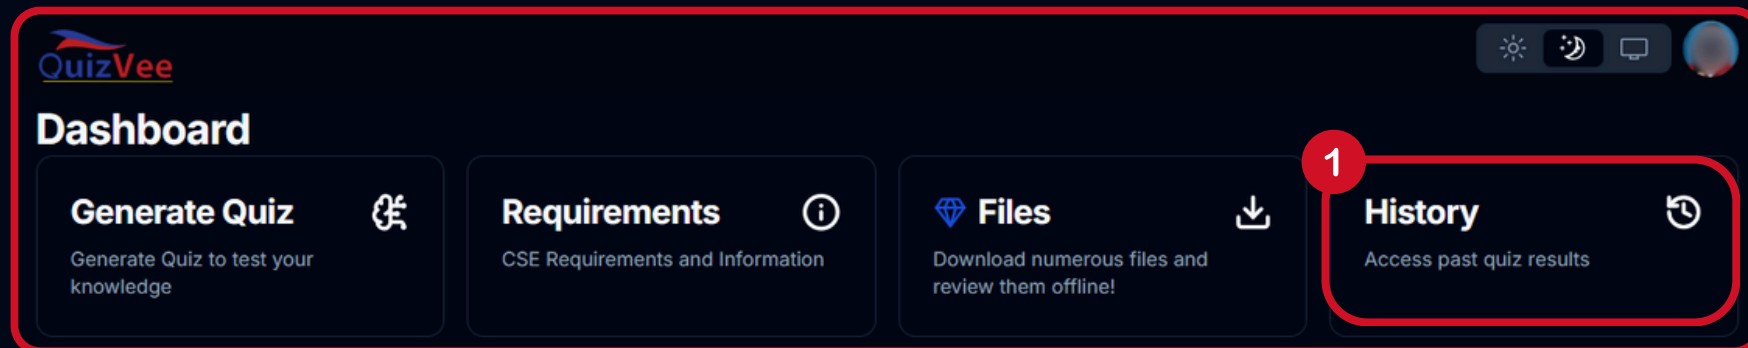 QuizVee
Dashboard
1
Generate Quiz
Generate Quiz to test your
knowledge
Requirements
CSE Requirements and Information
Files
Download numerous files and
review them offline!
History
Access past quiz results